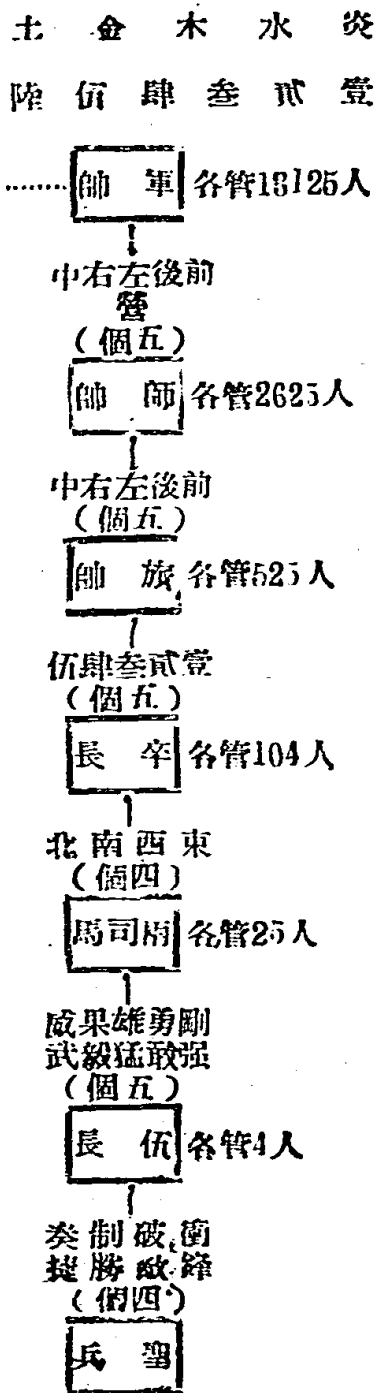 炎水木金土
壹貳叁肆伍陸
軍帥 各管13125人
前後左右中
營
(五個)
師帥 各管2625人
前後左右中
(五個)
旅帥 各管525人
壹貳叁肆伍
(五個)
卒長 各管104人
東西南北
(四個)
兩司馬 各管25人
剛勇雄果威
强敢猛毅武
(五個)
伍長 各管4人
衝破制奏
鋒敵勝捷
(四個)
聖兵